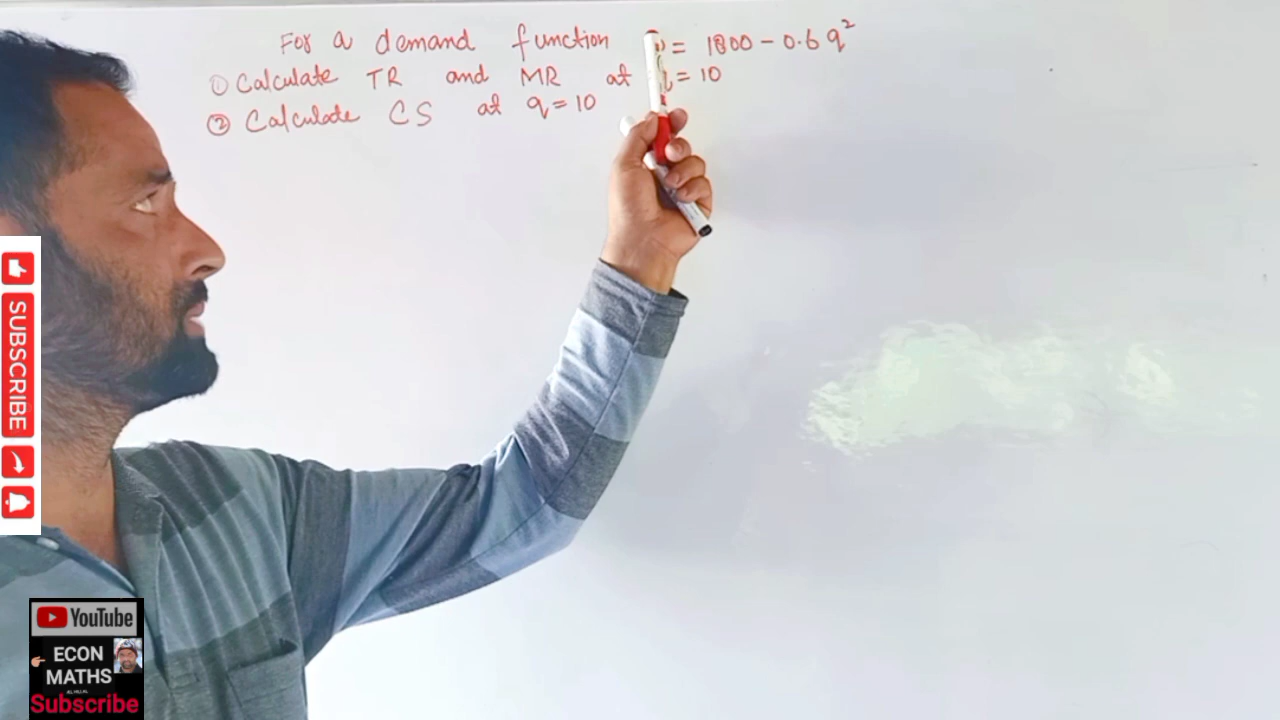 For a demand function p = 1800 - 0.6 q²
① Calculate TR and MR at q = 10
② Calculate CS at q = 10
SUBSCRIBE
YouTube
ECON
MATHS
Subscribe